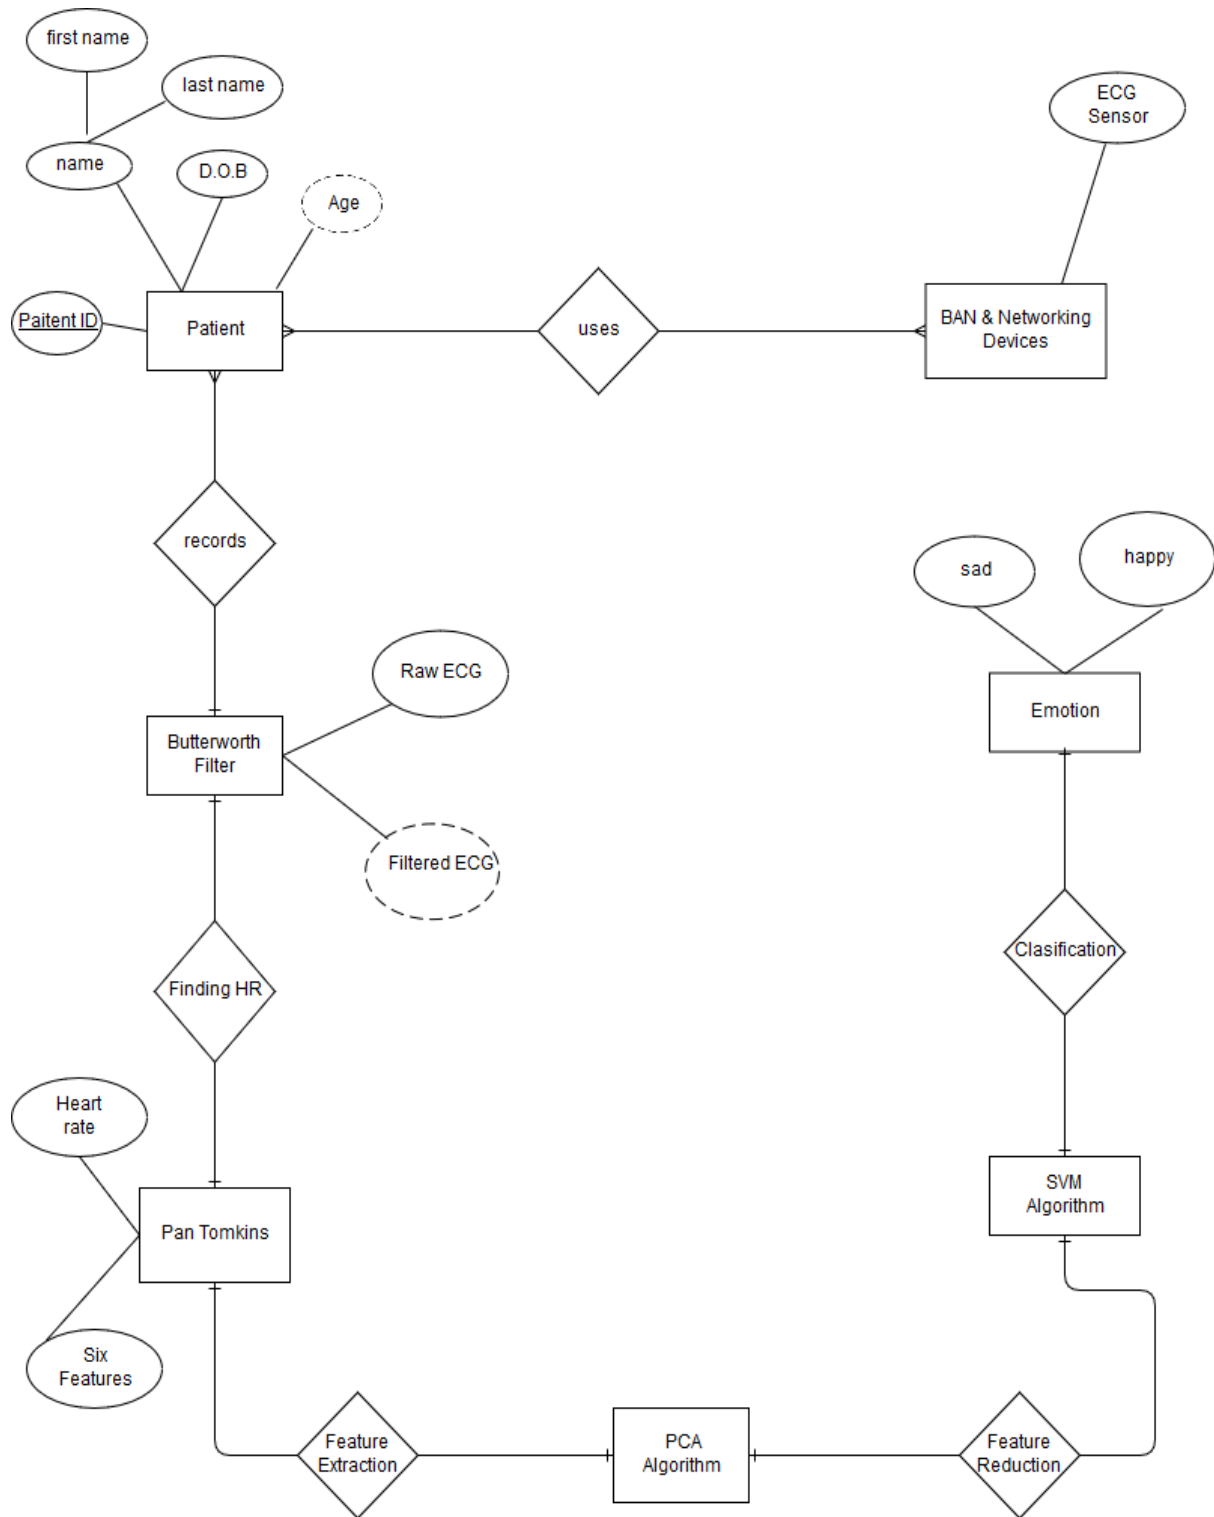 first name
last name
ECG
Sensor
name
D.O.B
Age
Paitent ID
Patient
uses
BAN & Networking
Devices
records
sad
happy
Raw ECG
Emotion
Butterworth
Filter
Filtered ECG
Clasification
Finding HR
Heart
rate
SVM
Algorithm
Pan Tomkins
Six
Features
Feature
Extraction
PCA
Algorithm
Feature
Reduction